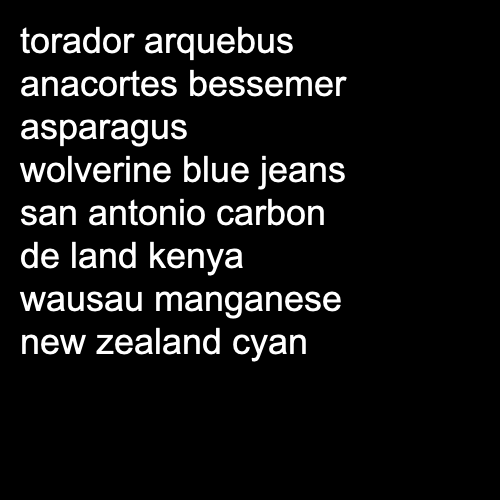 torador arquebus
anacortes bessemer
asparagus
wolverine blue jeans
san antonio carbon
de land kenya
wausau manganese
new zealand cyan